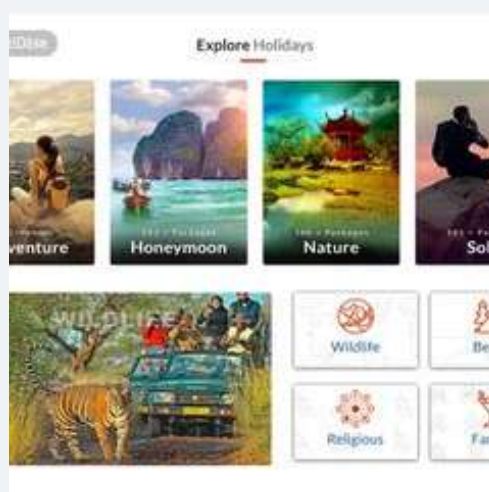 Explore Holidays
venture
Honeymoon
Nature
Sol
WILDLIFE
Wildlife
Be
Religious
Fa